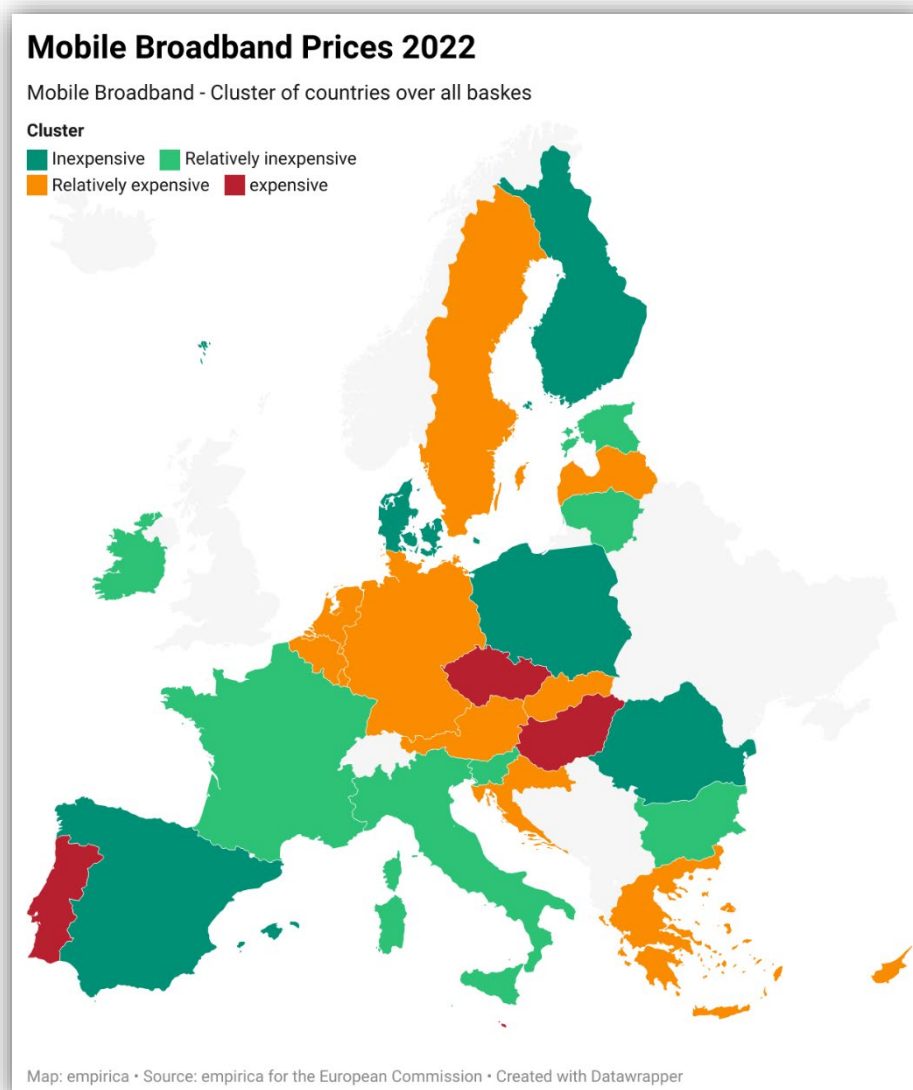 Mobile Broadband Prices 2022
Mobile Broadband - Cluster of countries over all baskes
Cluster
Inexpensive Relatively inexpensive
Relatively expensive expensive
Map: empirica • Source: empirica for the European Commission • Created with Datawrapper